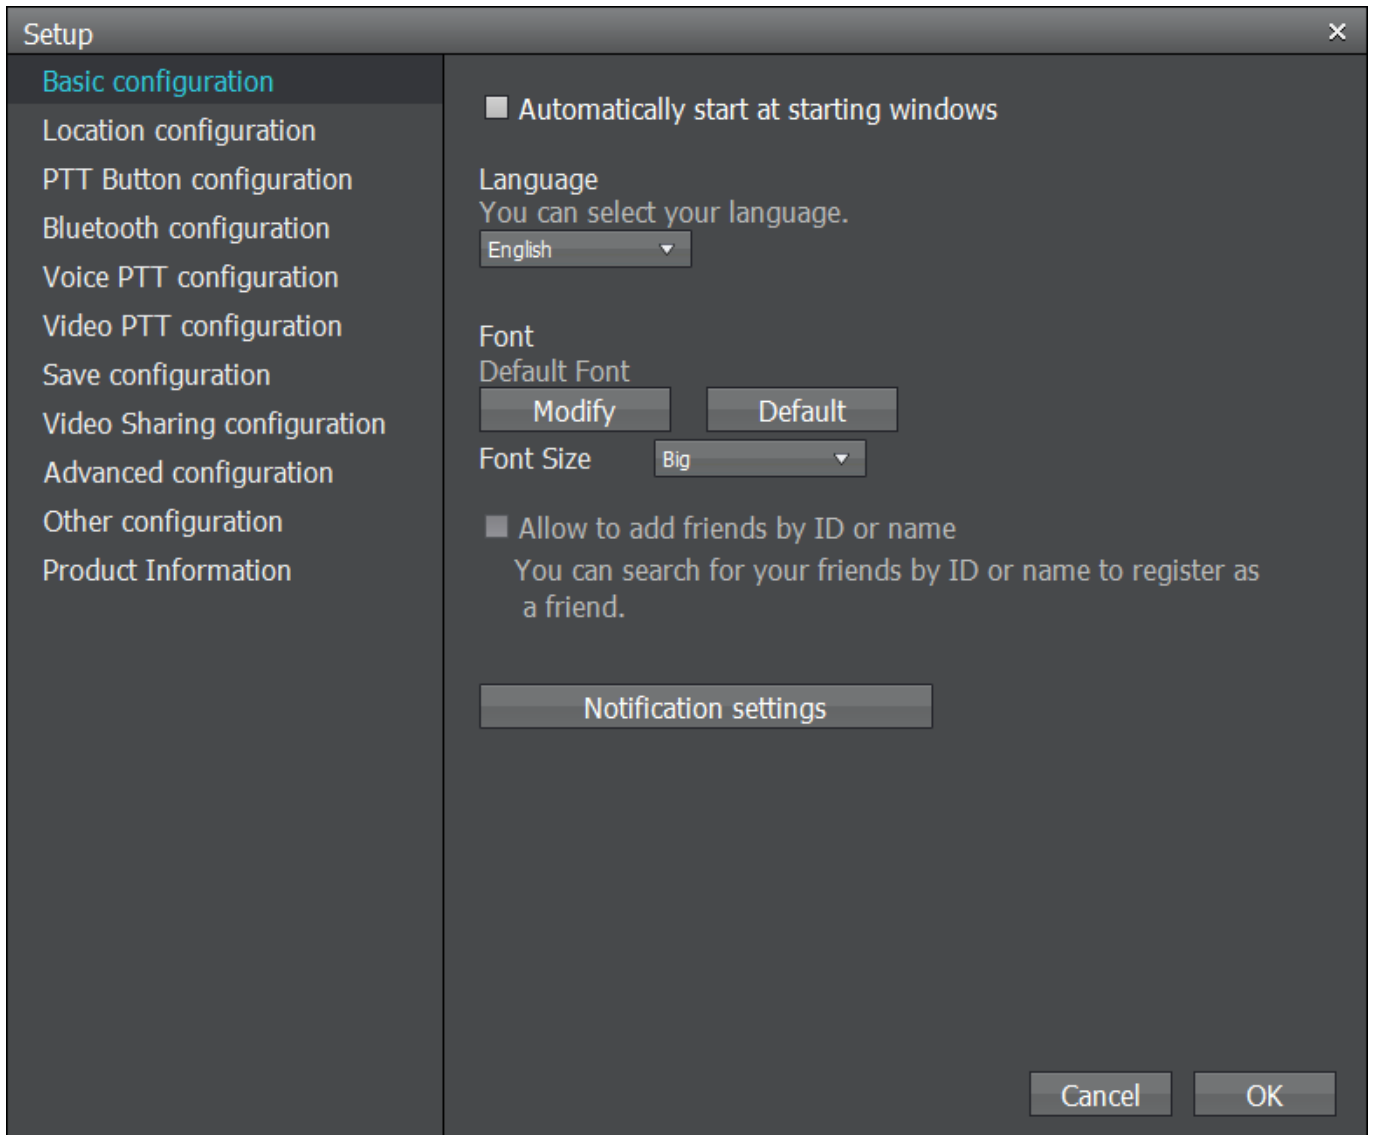 Setup
Basic configuration
Location configuration
PTT Button configuration
Bluetooth configuration
Voice PTT configuration
Video PTT configuration
Save configuration
Video Sharing configuration
Advanced configuration
Other configuration
Product Information
Automatically start at starting windows
Language
You can select your language.
English
Font
Default Font
Modify Default
Font Size Big
Allow to add friends by ID or name
You can search for your friends by ID or name to register as
a friend.
Notification settings
Cancel OK